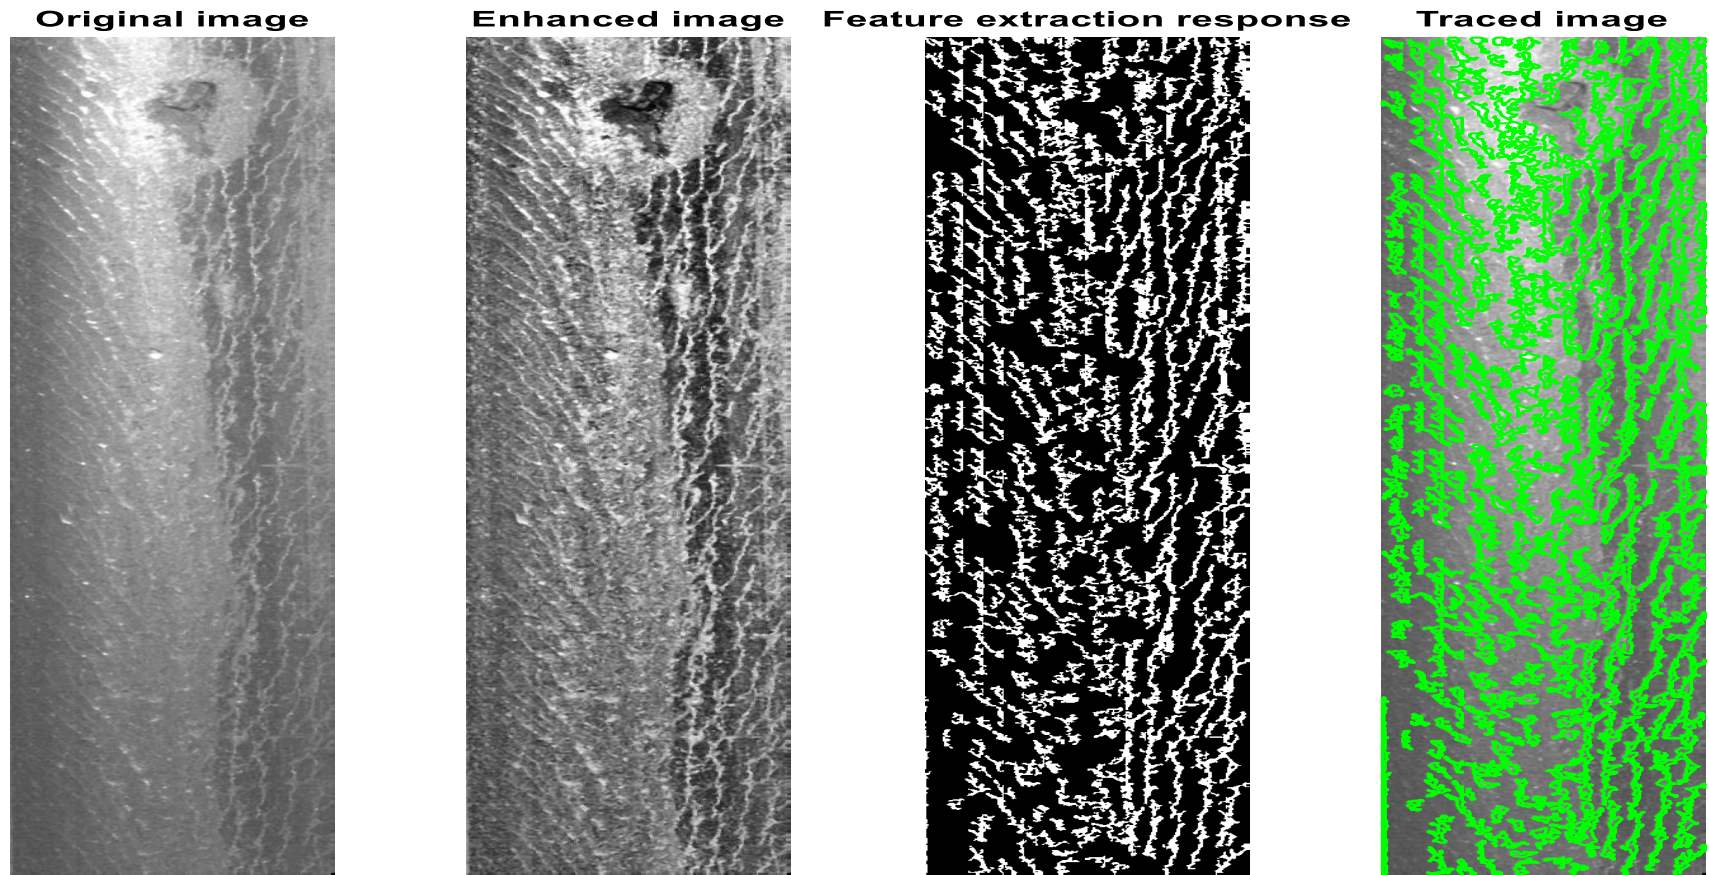 Original image
Enhanced image
Feature extraction response
Traced image